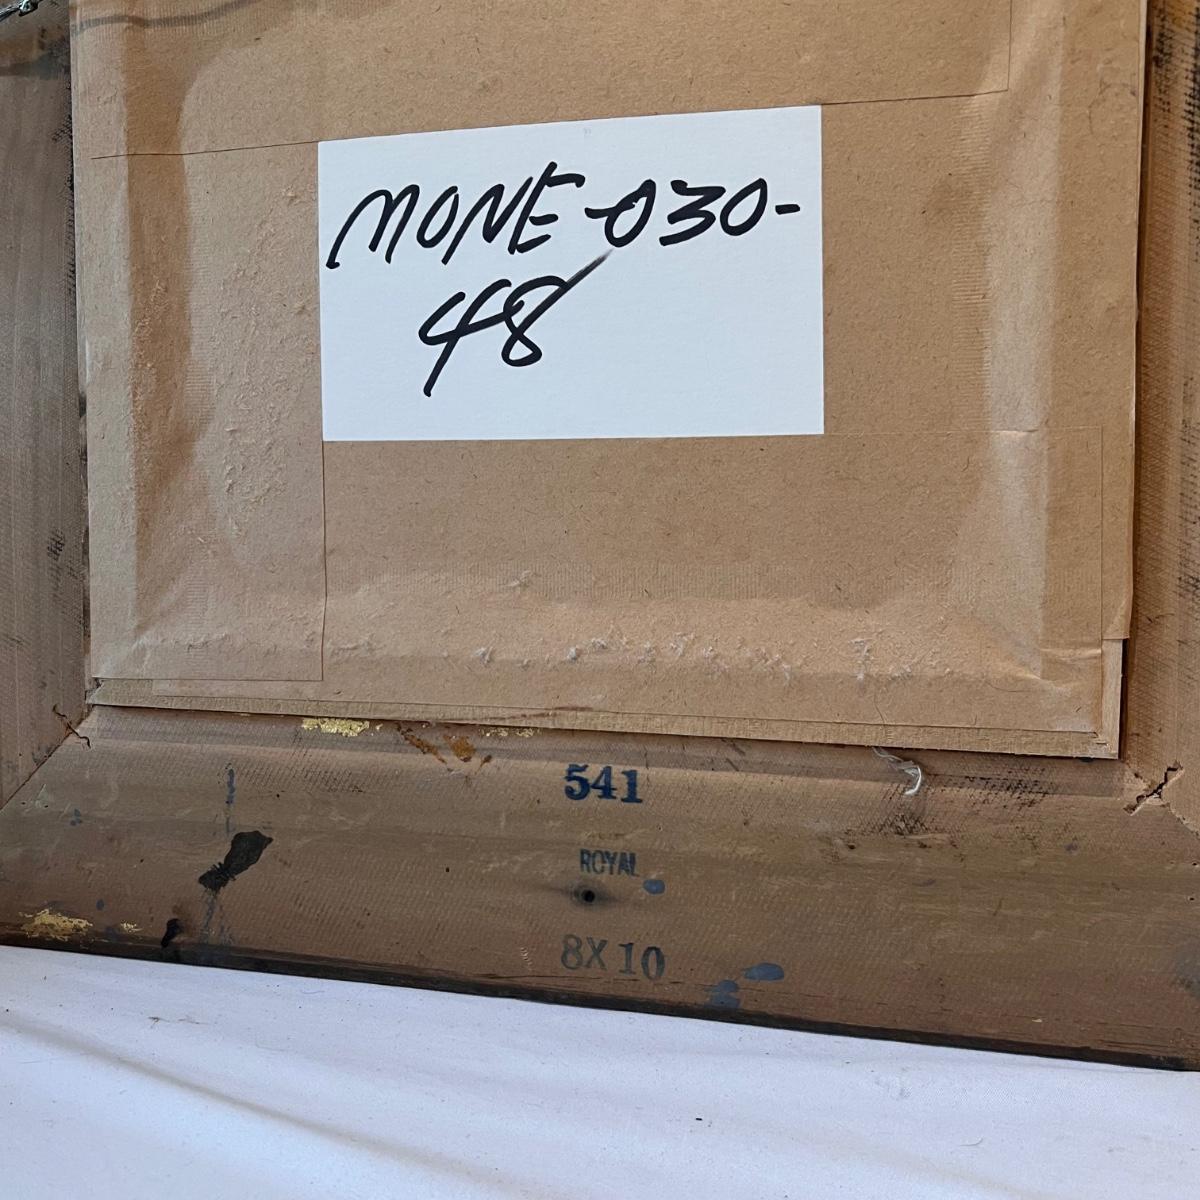 MONE-030-
48
541
ROYAL
8X10